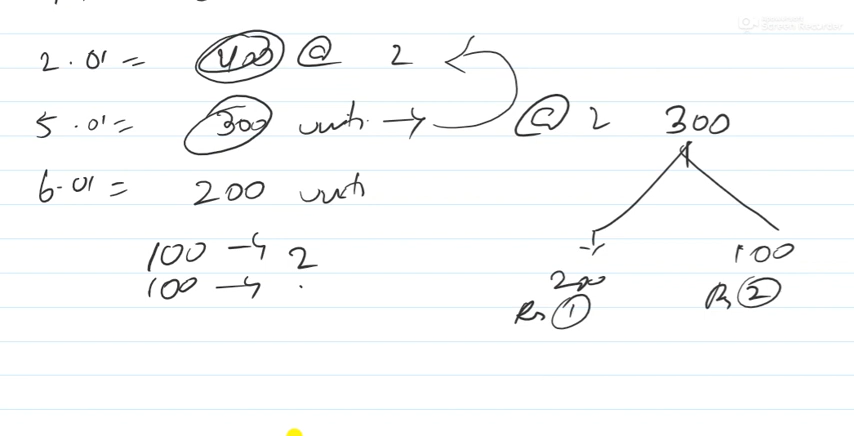 2.01 = 400 @ 2
5.01 = 300 units → @ 2 300
6.01 = 200 units
100 → 2
100 →
200 100
Rs 1 Rs 2